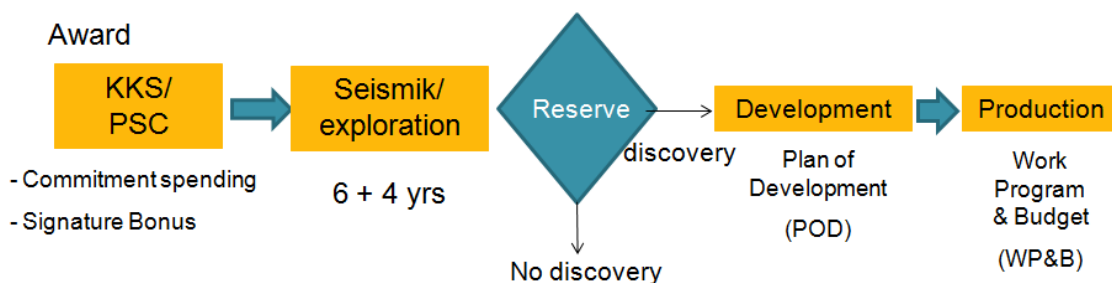 Award
KKS/
PSC
- Commitment spending
- Signature Bonus
Seismik/
exploration
6 + 4 yrs
Reserve
discovery
No discovery
Development
Plan of
Development
(POD)
Production
Work
Program
& Budget
(WP&B)